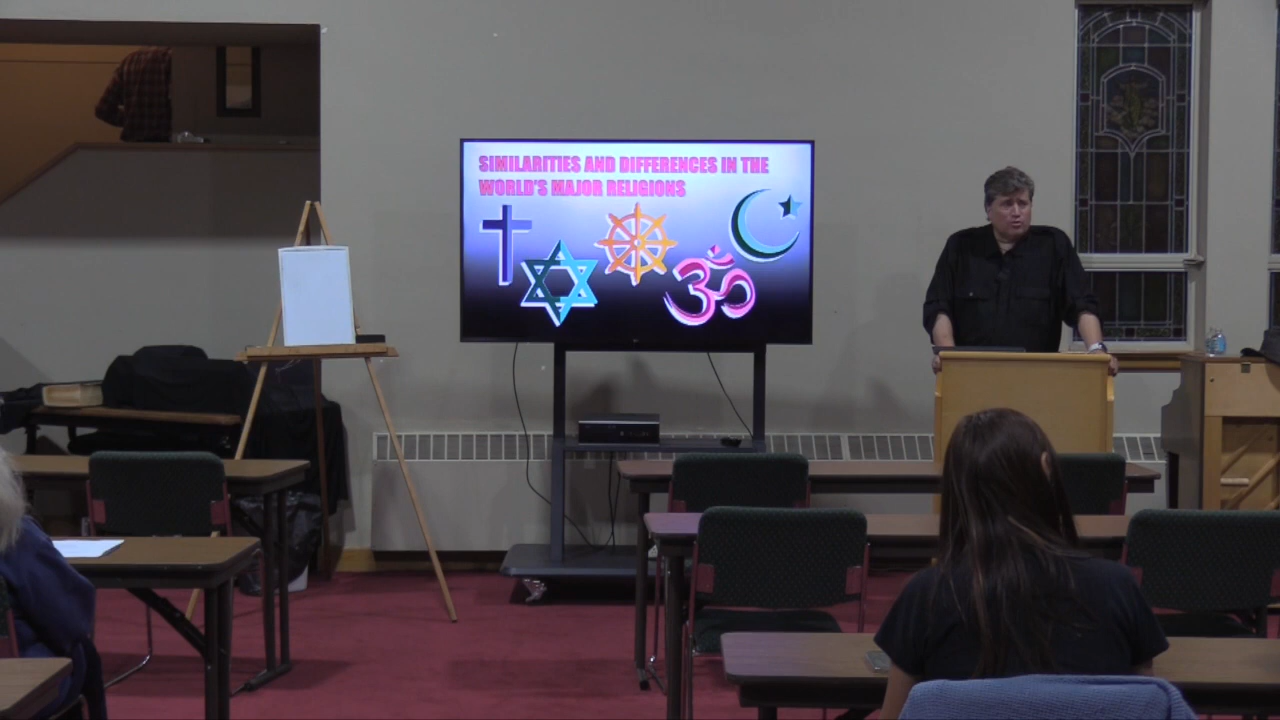 SIMILARITIES AND DIFFERENCES IN THE
WORLD'S MAJOR RELIGIONS